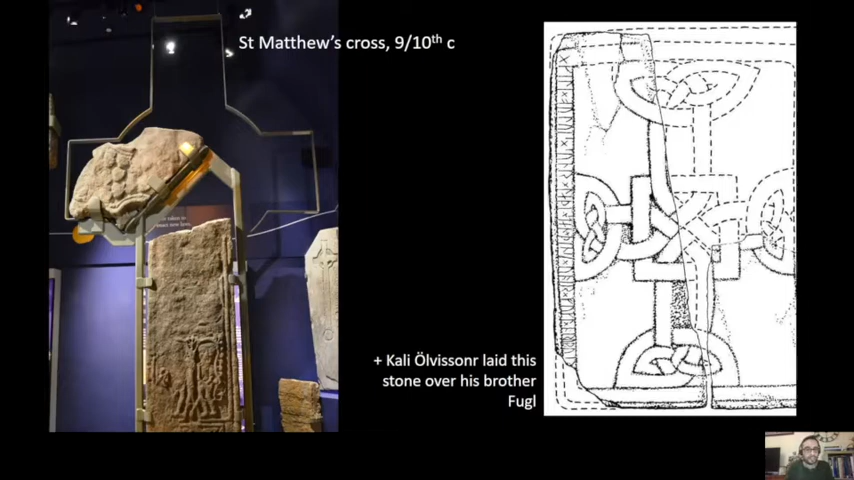 St Matthew's cross, 9/10th c
+ Kali Ölvissonr laid this
stone over his brother
Fugl